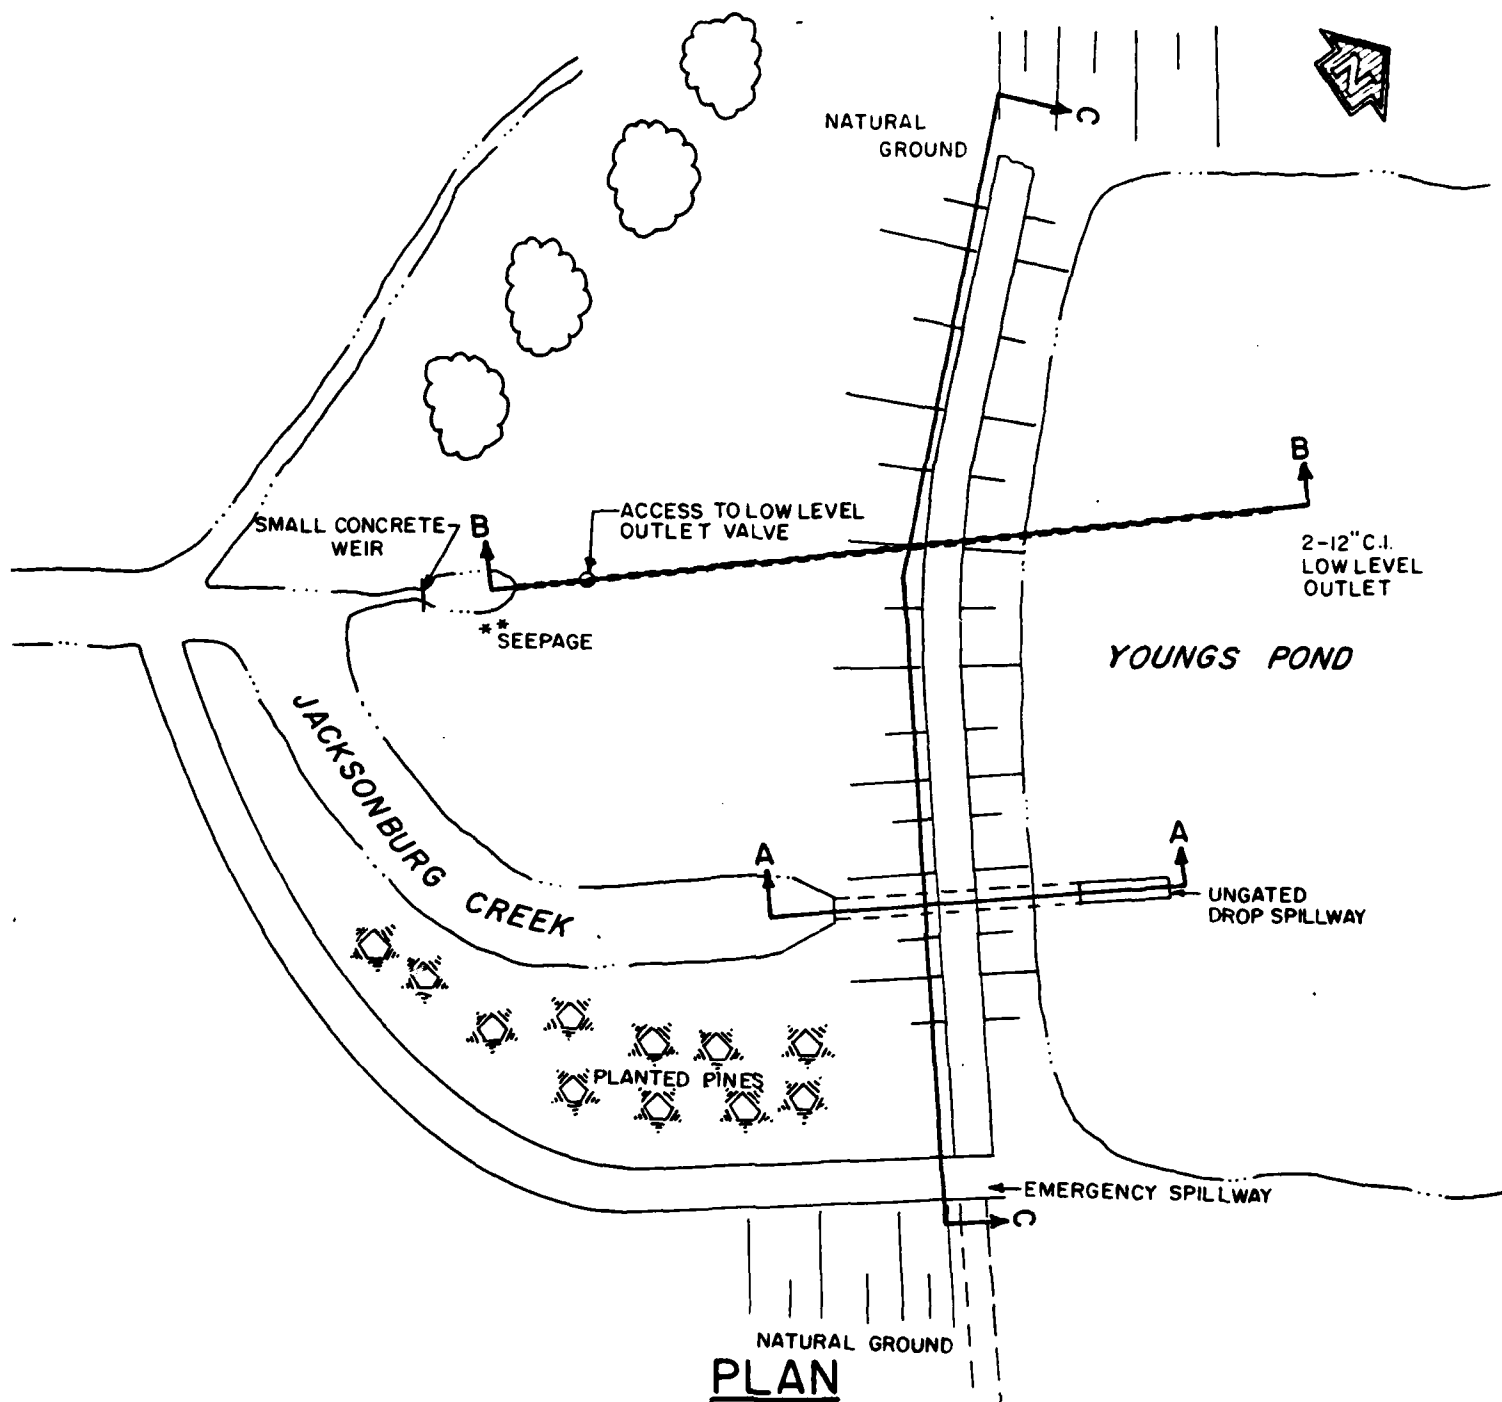 N
C
NATURAL
GROUND
B
B
ACCESS TO LOW LEVEL
OUTLET VALVE
SMALL CONCRETE
WEIR
2-12" C.I.
LOW LEVEL
OUTLET
** SEEPAGE
YOUNGS POND
JACKSONBURG CREEK
A
A
UNGATED
DROP SPILLWAY
PLANTED PINES
EMERGENCY SPILLWAY
C
NATURAL GROUND
PLAN